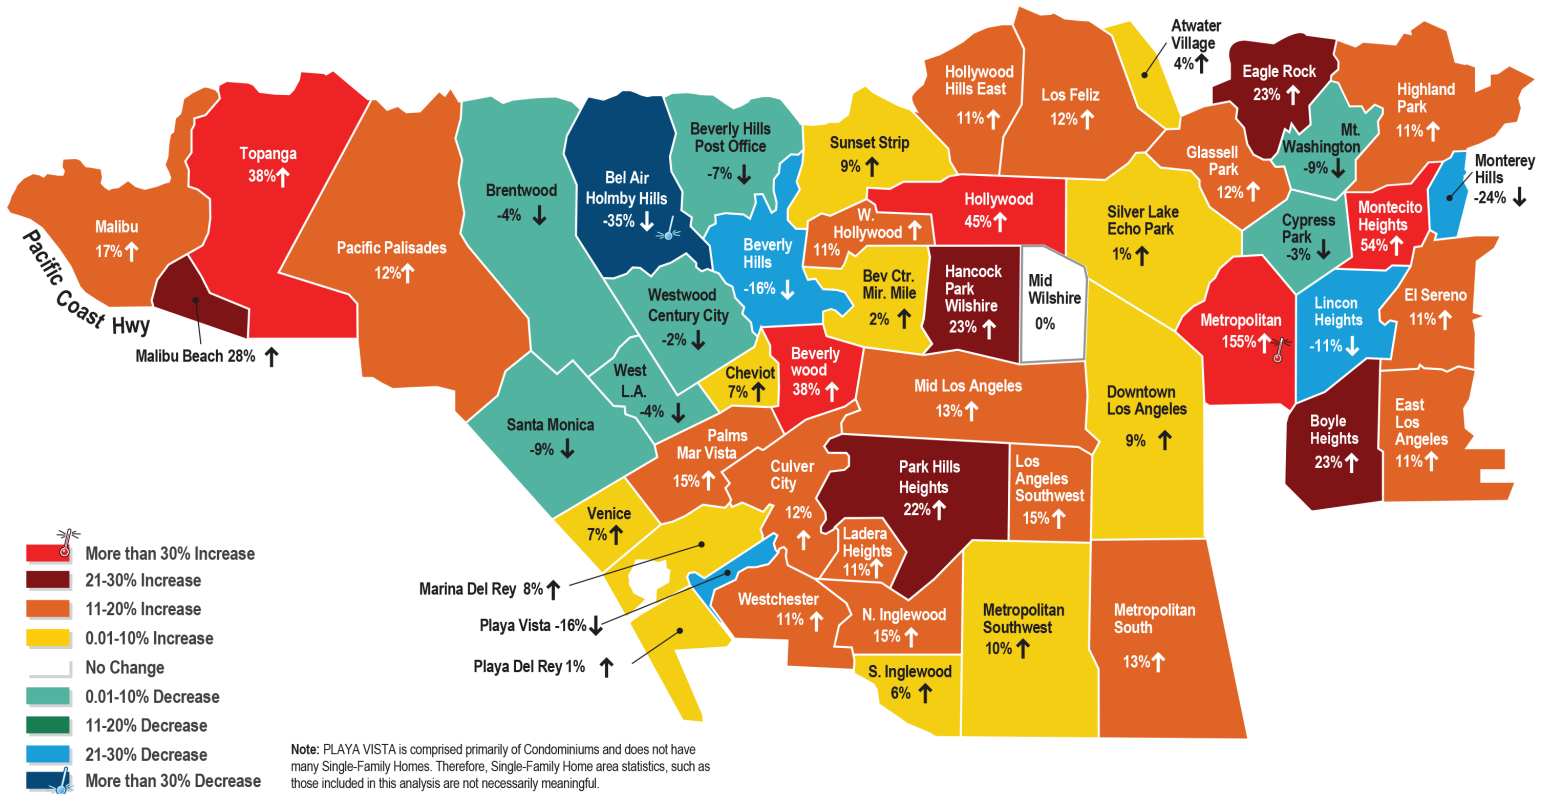 Atwater
Village
4%
Eagle Rock
23%
Hollywood
Hills East
11%
Los Feliz
12%
Highland
Park
11%
Topanga
38%
Beverly Hills
Post Office
-7%
Sunset Strip
9%
Glassell
Park
12%
Mt.
Washington
-9%
Monterey
Hills
-24%
Brentwood
-4%
Bel Air
Holmby Hills
-35%
Malibu
17%
Pacific Palisades
12%
Beverly
Hills
-16%
W.
Hollywood
11%
Hollywood
45%
Silver Lake
Echo Park
1%
Cypress
Park
-3%
Montecito
Heights
54%
Pacific Coast Hwy
Malibu Beach 28%
Westwood
Century City
-2%
Bev Ctr.
Mir. Mile
2%
Hancock
Park
Wilshire
23%
Mid
Wilshire
0%
Metropolitan
155%
Lincon
Heights
-11%
El Sereno
11%
West
L.A.
-4%
Cheviot
7%
Beverly
wood
38%
Mid Los Angeles
13%
Downtown
Los Angeles
9%
Boyle
Heights
23%
East
Los
Angeles
11%
Santa Monica
-9%
Palms
Mar Vista
15%
Culver
City
12%
Park Hills
Heights
22%
Los
Angeles
Southwest
15%
Venice
7%
Ladera
Heights
11%
Marina Del Rey 8%
Playa Vista -16%
Playa Del Rey 1%
Westchester
11%
N. Inglewood
15%
S. Inglewood
6%
Metropolitan
Southwest
10%
Metropolitan
South
13%
More than 30% Increase
21-30% Increase
11-20% Increase
0.01-10% Increase
No Change
0.01-10% Decrease
11-20% Decrease
21-30% Decrease
More than 30% Decrease
Note: PLAYA VISTA is comprised primarily of Condominiums and does not have
many Single-Family Homes. Therefore, Single-Family Home area statistics, such as
those included in this analysis are not necessarily meaningful.